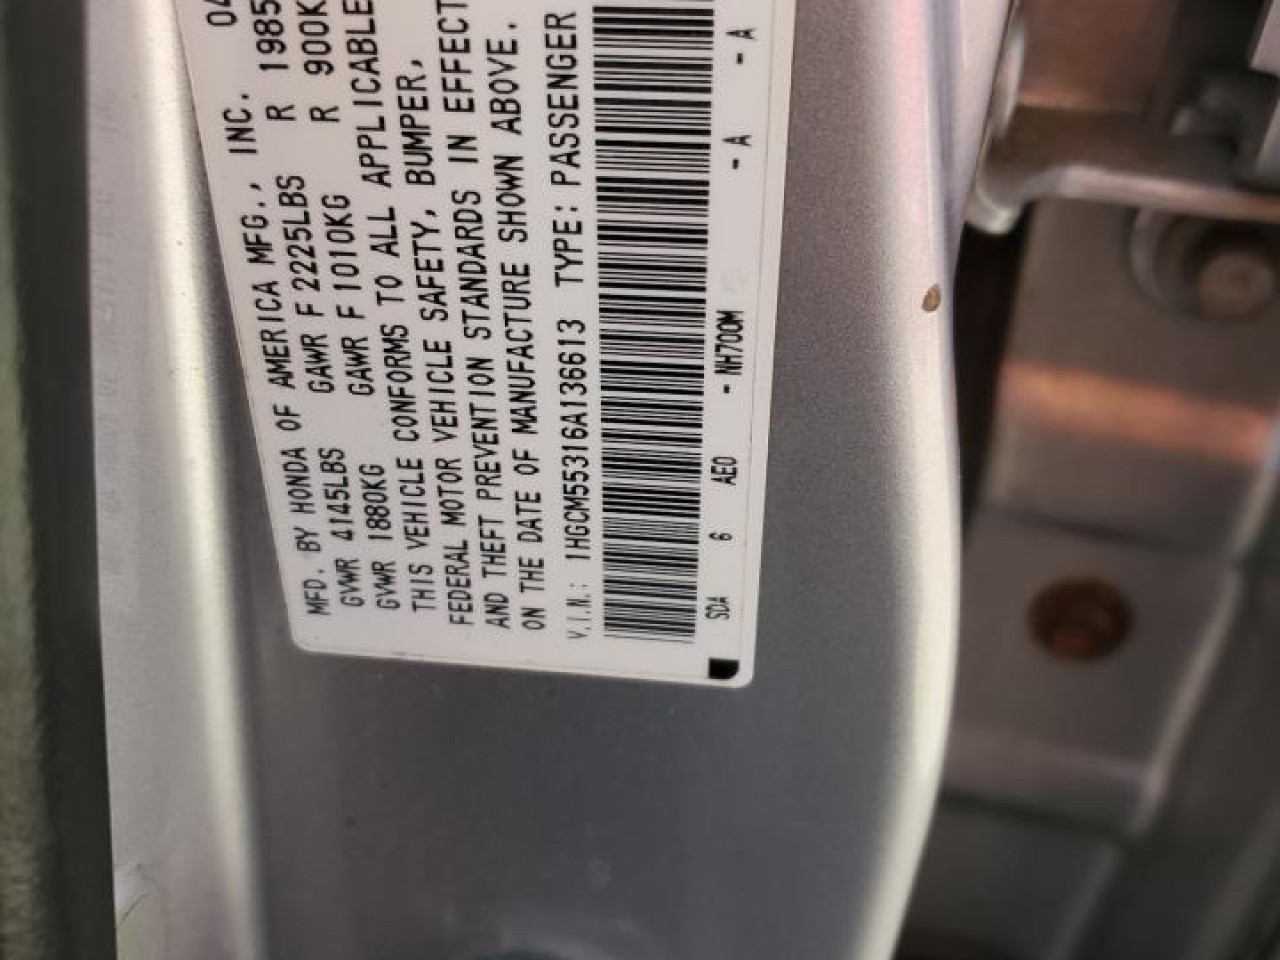 MFD. BY HONDA OF AMERICA MFG., INC. 04
GVWR 4145LBS GAWR F 2225LBS R 1985
GVWR 1880KG GAWR F 1010KG R 900K
THIS VEHICLE CONFORMS TO ALL APPLICABLE
FEDERAL MOTOR VEHICLE SAFETY, BUMPER,
AND THEFT PREVENTION STANDARDS IN EFFECT
ON THE DATE OF MANUFACTURE SHOWN ABOVE.
V.I.N.: 1HGCM55316A136613 TYPE: PASSENGER
SDA 6 AE0 - NH700M - A - A